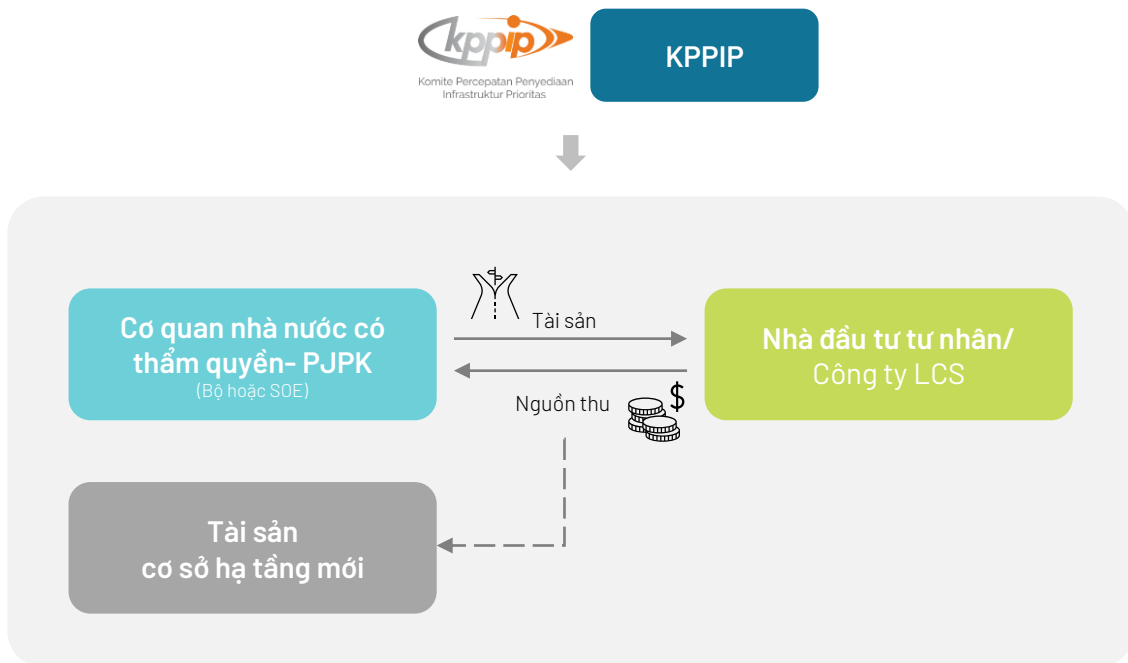 kppip
Komite Percepatan Penyediaan
Infrastruktur Prioritas
KPPIP
Cơ quan nhà nước có
thẩm quyền- PJPK
(Bộ hoặc SOE)
Tài sản
Nguồn thu
$
Nhà đầu tư tư nhân/
Công ty LCS
Tài sản
cơ sở hạ tầng mới